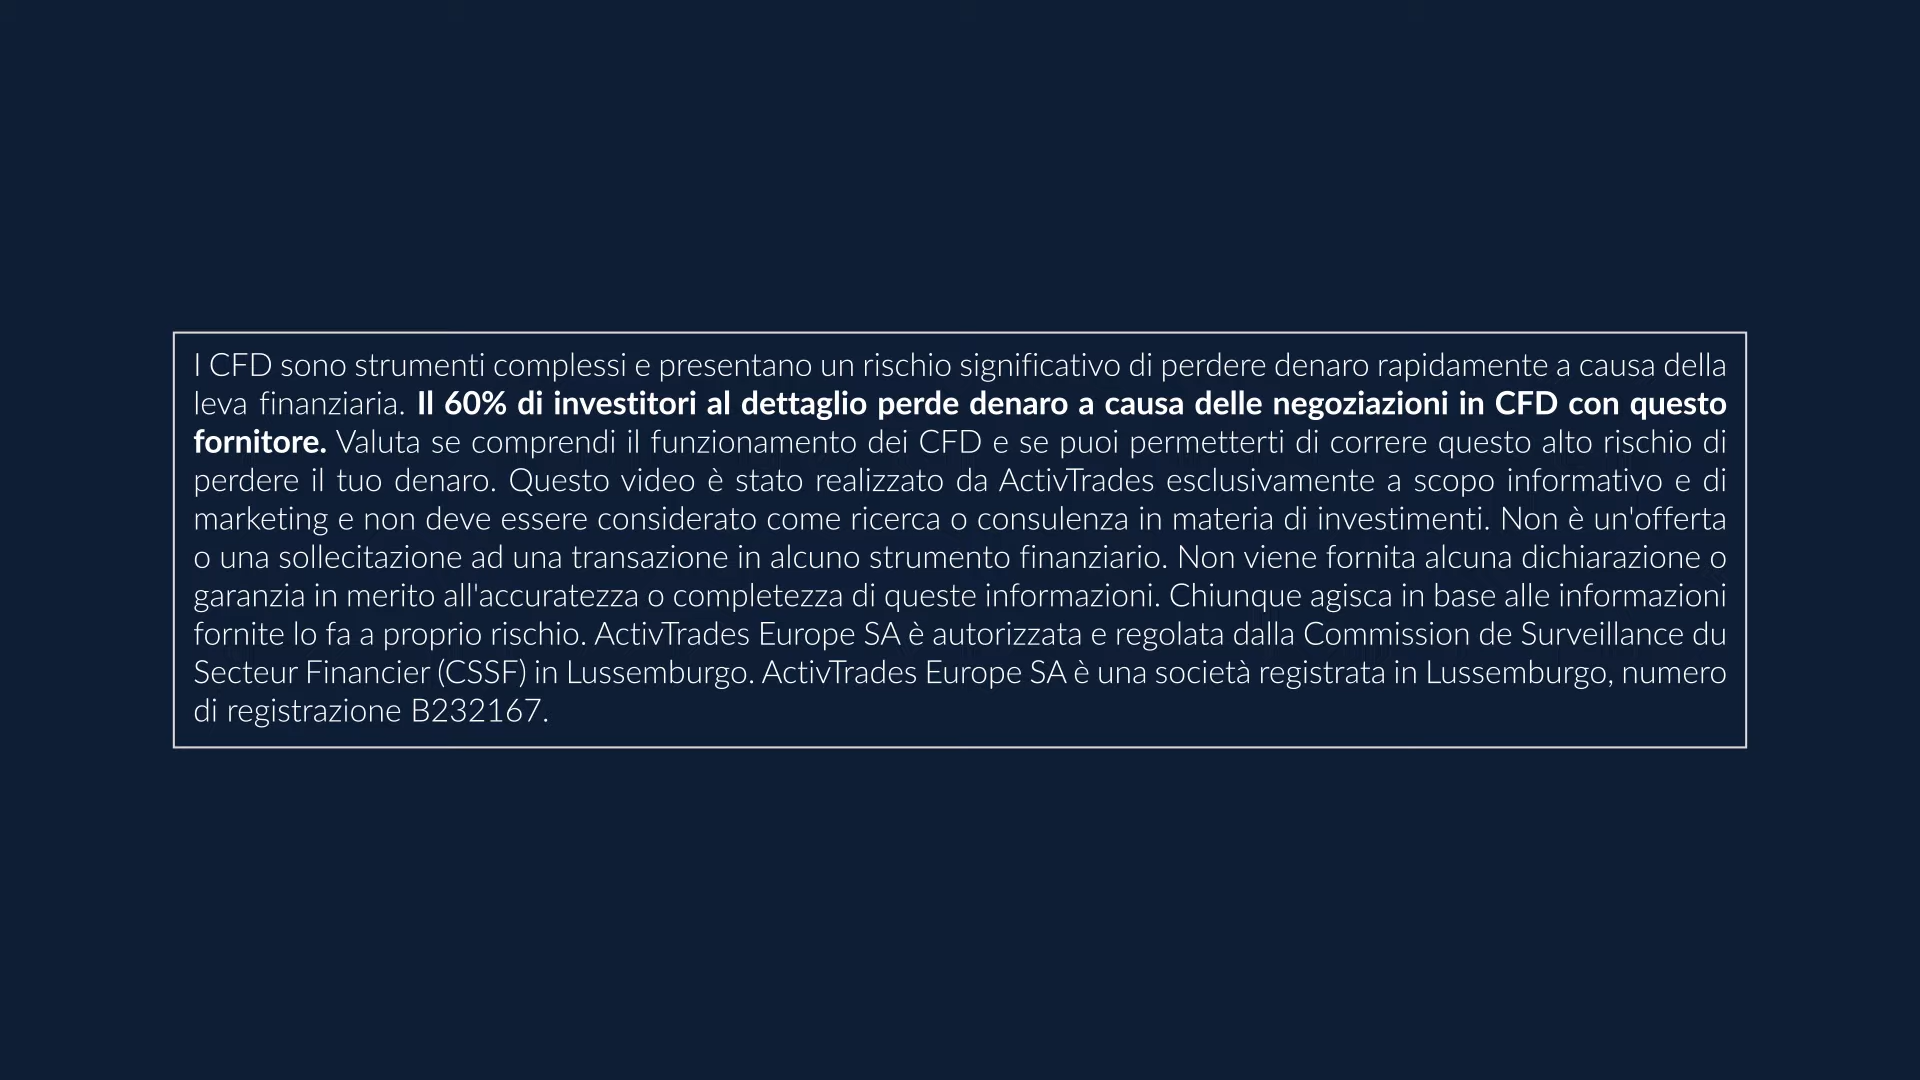 I CFD sono strumenti complessi e presentano un rischio significativo di perdere denaro rapidamente a causa della
leva finanziaria. Il 60% di investitori al dettaglio perde denaro a causa delle negoziazioni in CFD con questo
fornitore. Valuta se comprendi il funzionamento dei CFD e se puoi permetterti di correre questo alto rischio di
perdere il tuo denaro. Questo video è stato realizzato da ActivTrades esclusivamente a scopo informativo e di
marketing e non deve essere considerato come ricerca o consulenza in materia di investimenti. Non è un'offerta
o una sollecitazione ad una transazione in alcuno strumento finanziario. Non viene fornita alcuna dichiarazione o
garanzia in merito all'accuratezza o completezza di queste informazioni. Chiunque agisca in base alle informazioni
fornite lo fa a proprio rischio. ActivTrades Europe SA è autorizzata e regolata dalla Commission de Surveillance du
Secteur Financier (CSSF) in Lussemburgo. ActivTrades Europe SA è una società registrata in Lussemburgo, numero
di registrazione B232167.